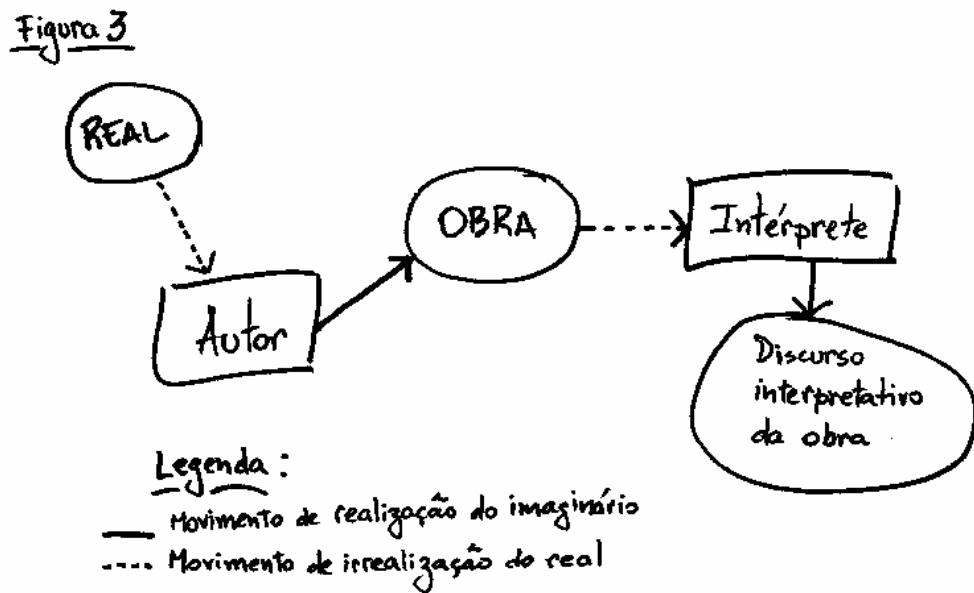 Figura 3
REAL
OBRA
Intérprete
Autor
Discurso
interpretativo
da obra
Legenda:
Movimento de realização do imaginário
Movimento de irrealização do real